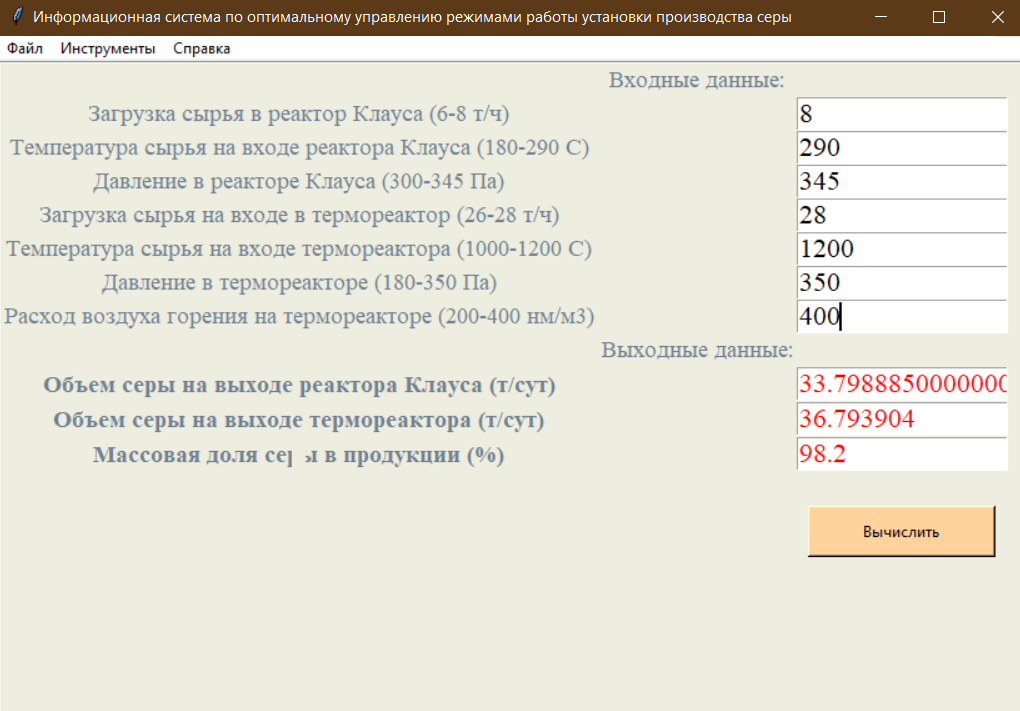 Информационная система по оптимальному управлению режимами работы установки производства серы
Файл Инструменты Справка
Входные данные:
Загрузка сырья в реактор Клауса (6-8 т/ч) 8
Температура сырья на входе реактора Клауса (180-290 С) 290
Давление в реакторе Клауса (300-345 Па) 345
Загрузка сырья на входе в термореактор (26-28 т/ч) 28
Температура сырья на входе термореактора (1000-1200 С) 1200
Давление в термореакторе (180-350 Па) 350
Расход воздуха горения на термореакторе (200-400 нм/м3) 400
Выходные данные:
Объем серы на выходе реактора Клауса (т/сут) 33.7988850000000
Объем серы на выходе термореактора (т/сут) 36.793904
Массовая доля серы в продукции (%) 98.2
Вычислить